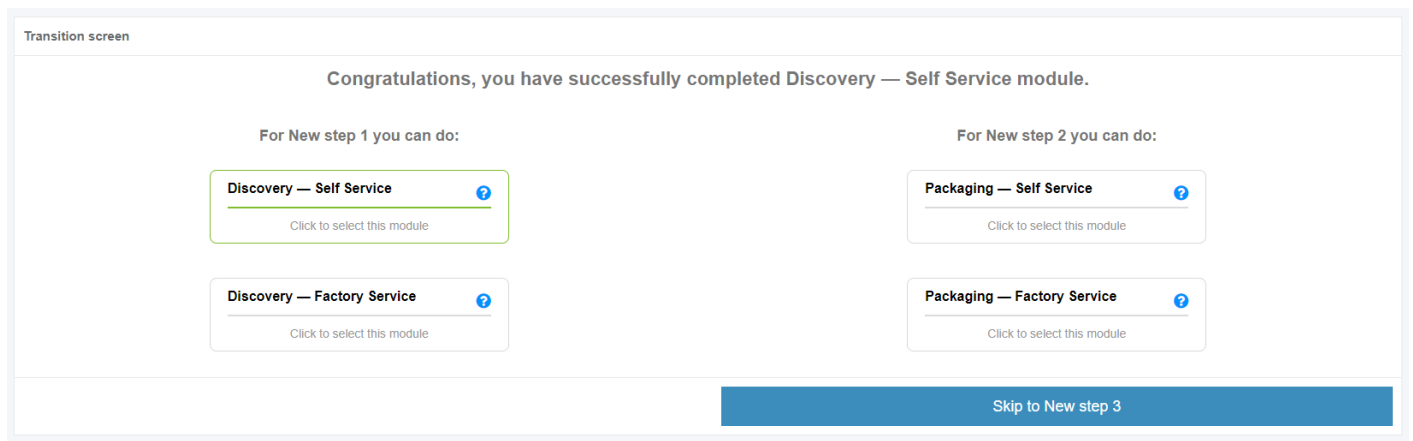 Transition screen
Congratulations, you have successfully completed Discovery — Self Service module.
For New step 1 you can do:
Discovery — Self Service
Click to select this module
Discovery — Factory Service
Click to select this module
For New step 2 you can do:
Packaging — Self Service
Click to select this module
Packaging — Factory Service
Click to select this module
Skip to New step 3